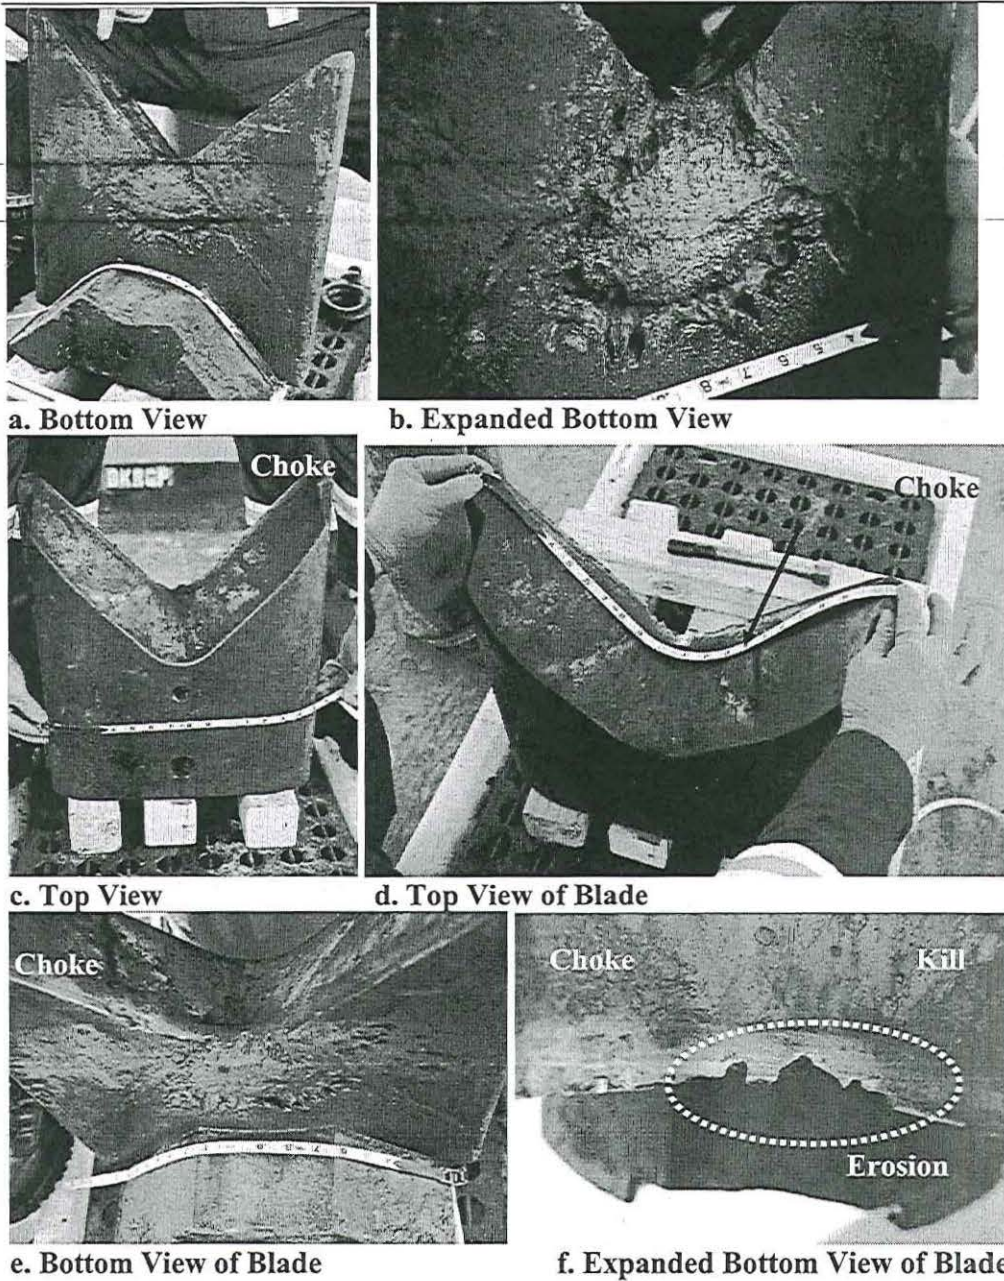 a. Bottom View
b. Expanded Bottom View
Choke
Choke
c. Top View
d. Top View of Blade
Choke
Choke
Kill
Erosion
e. Bottom View of Blade
f. Expanded Bottom View of Blade